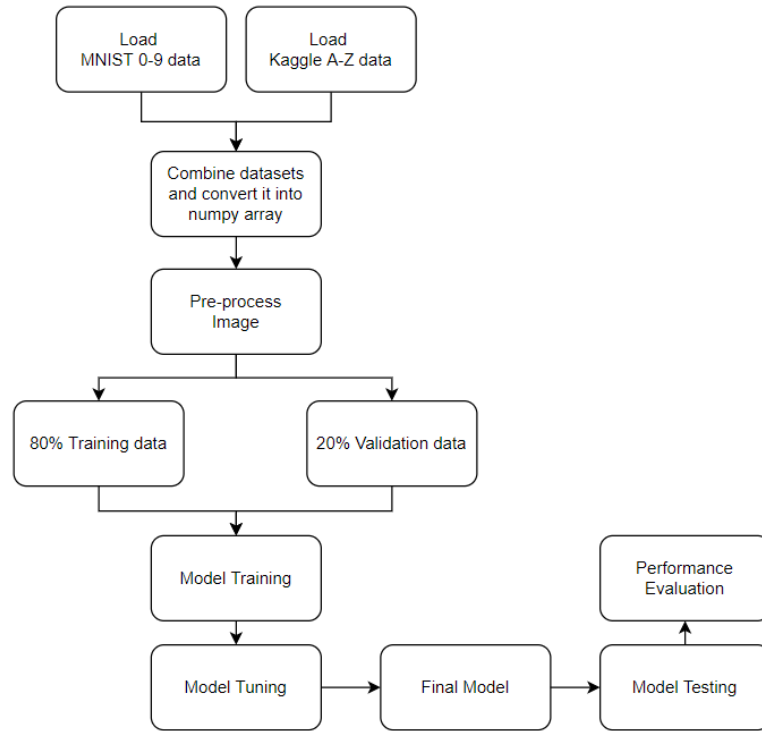 Load
MNIST 0-9 data
Load
Kaggle A-Z data
Combine datasets
and convert it into
numpy array
Pre-process
Image
80% Training data
20% Validation data
Model Training
Performance
Evaluation
Model Tuning
Final Model
Model Testing